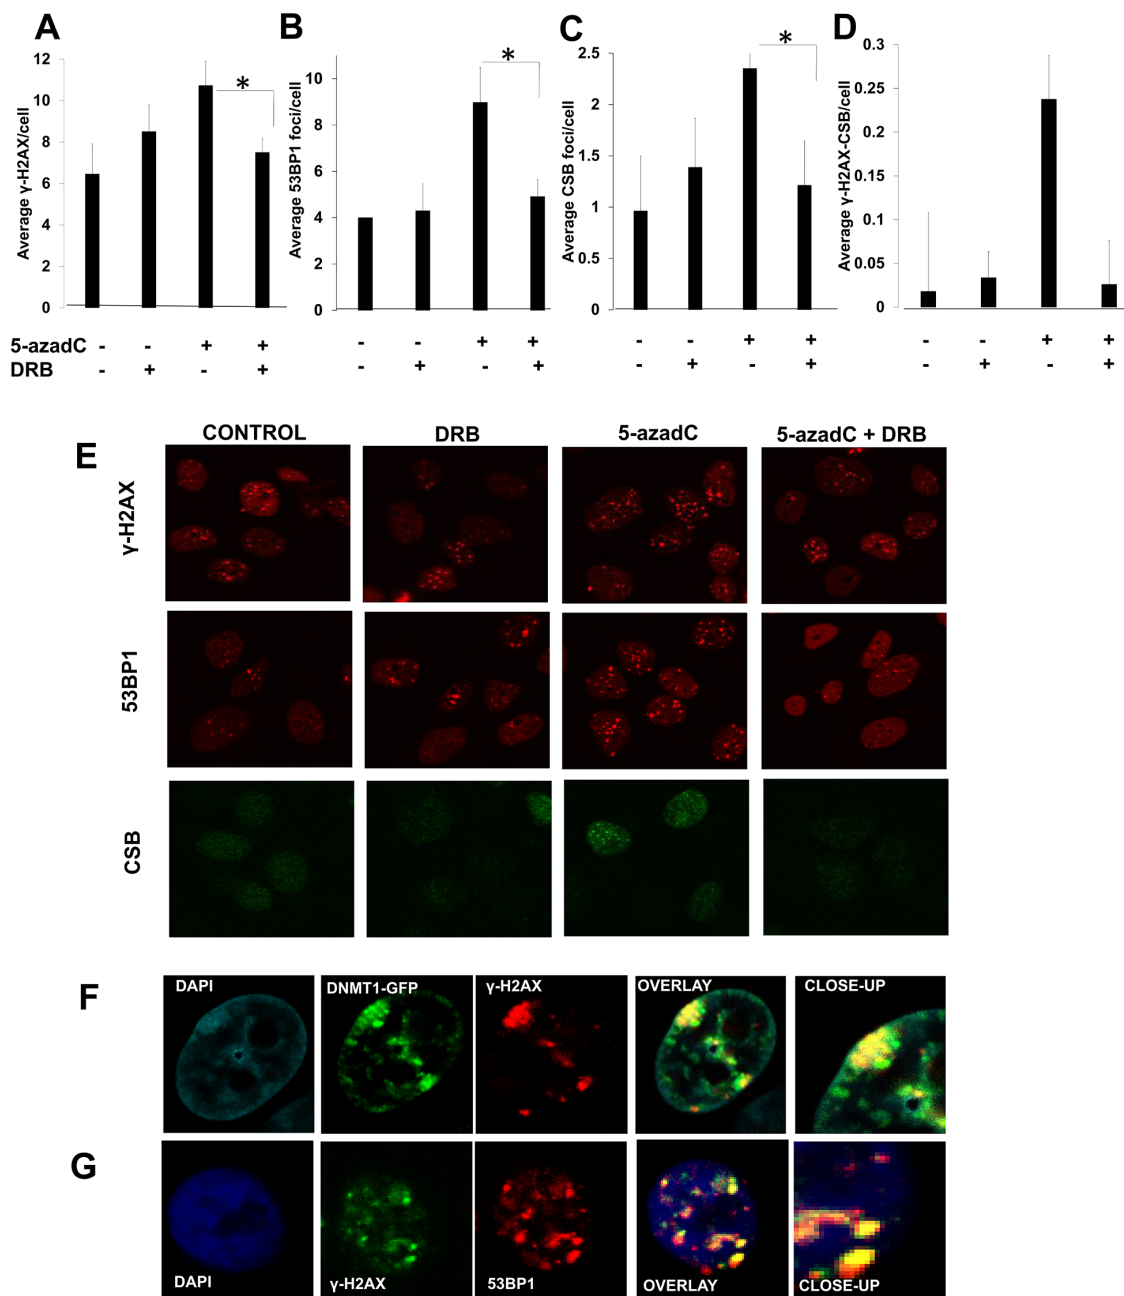 A
Average γ-H2AX/cell
12
10
8
6
4
2
0
*
B
Average 53BP1 foci/cell
10
8
6
4
2
0
*
C
Average CSB foci/cell
2.5
2
1.5
1
0.5
0
*
D
Average γ-H2AX-CSB/cell
0.3
0.25
0.2
0.15
0.1
0.05
0
5-azadC - - + + - - + + - - + + - - + +
DRB - + - + - + - + - + - + - + - +
E
CONTROL DRB 5-azadC 5-azadC + DRB
γ-H2AX
53BP1
CSB
F
DAPI DNMT1-GFP γ-H2AX OVERLAY CLOSE-UP
G
DAPI γ-H2AX 53BP1 OVERLAY CLOSE-UP